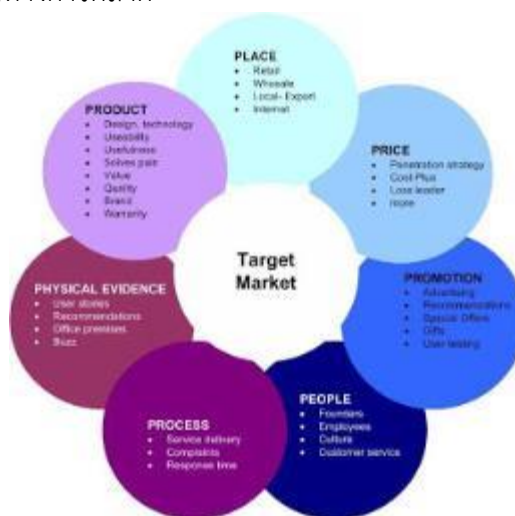 PLACE
Retail
Local- Export
Internet
PRICE
Penetration strategy
Cost-Plus
Loss leader
more
PROMOTION
Advertising
Recommendations
Special Offers
Gifts
User testing
PEOPLE
Founders
Employees
Culture
Customer service
PROCESS
Service delivery
Complaints
Response time
PHYSICAL EVIDENCE
User stories
Recommendations
Office premises
Buzz
PRODUCT
Design, technology
Useability
Usefulness
Solves pain
Value
Quality
Brand
Warranty
Target
Market